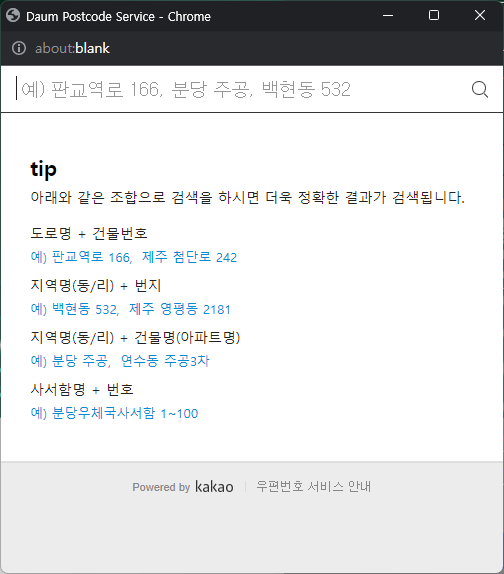 Daum Postcode Service - Chrome
about:blank
예) 판교역로 166, 분당 주공, 백현동 532
tip
아래와 같은 조합으로 검색을 하시면 더욱 정확한 결과가 검색됩니다.
도로명 + 건물번호
예) 판교역로 166, 제주 첨단로 242
지역명(동/리) + 번지
예) 백현동 532, 제주 영평동 2181
지역명(동/리) + 건물명(아파트명)
예) 분당 주공, 연수동 주공3차
사서함명 + 번호
예) 분당우체국사서함 1~100
Powered by kakao 우편번호 서비스 안내